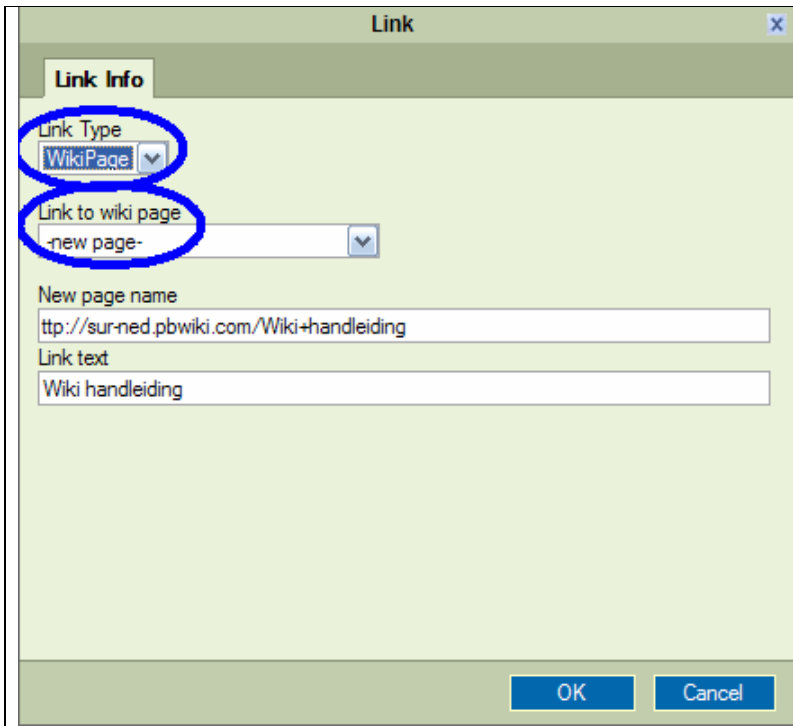 Link
Link Info
Link Type
WikiPage
Link to wiki page
-new page-
New page name
ttp://sur-ned.pbwiki.com/Wiki+handleiding
Link text
Wiki handleiding
OK Cancel